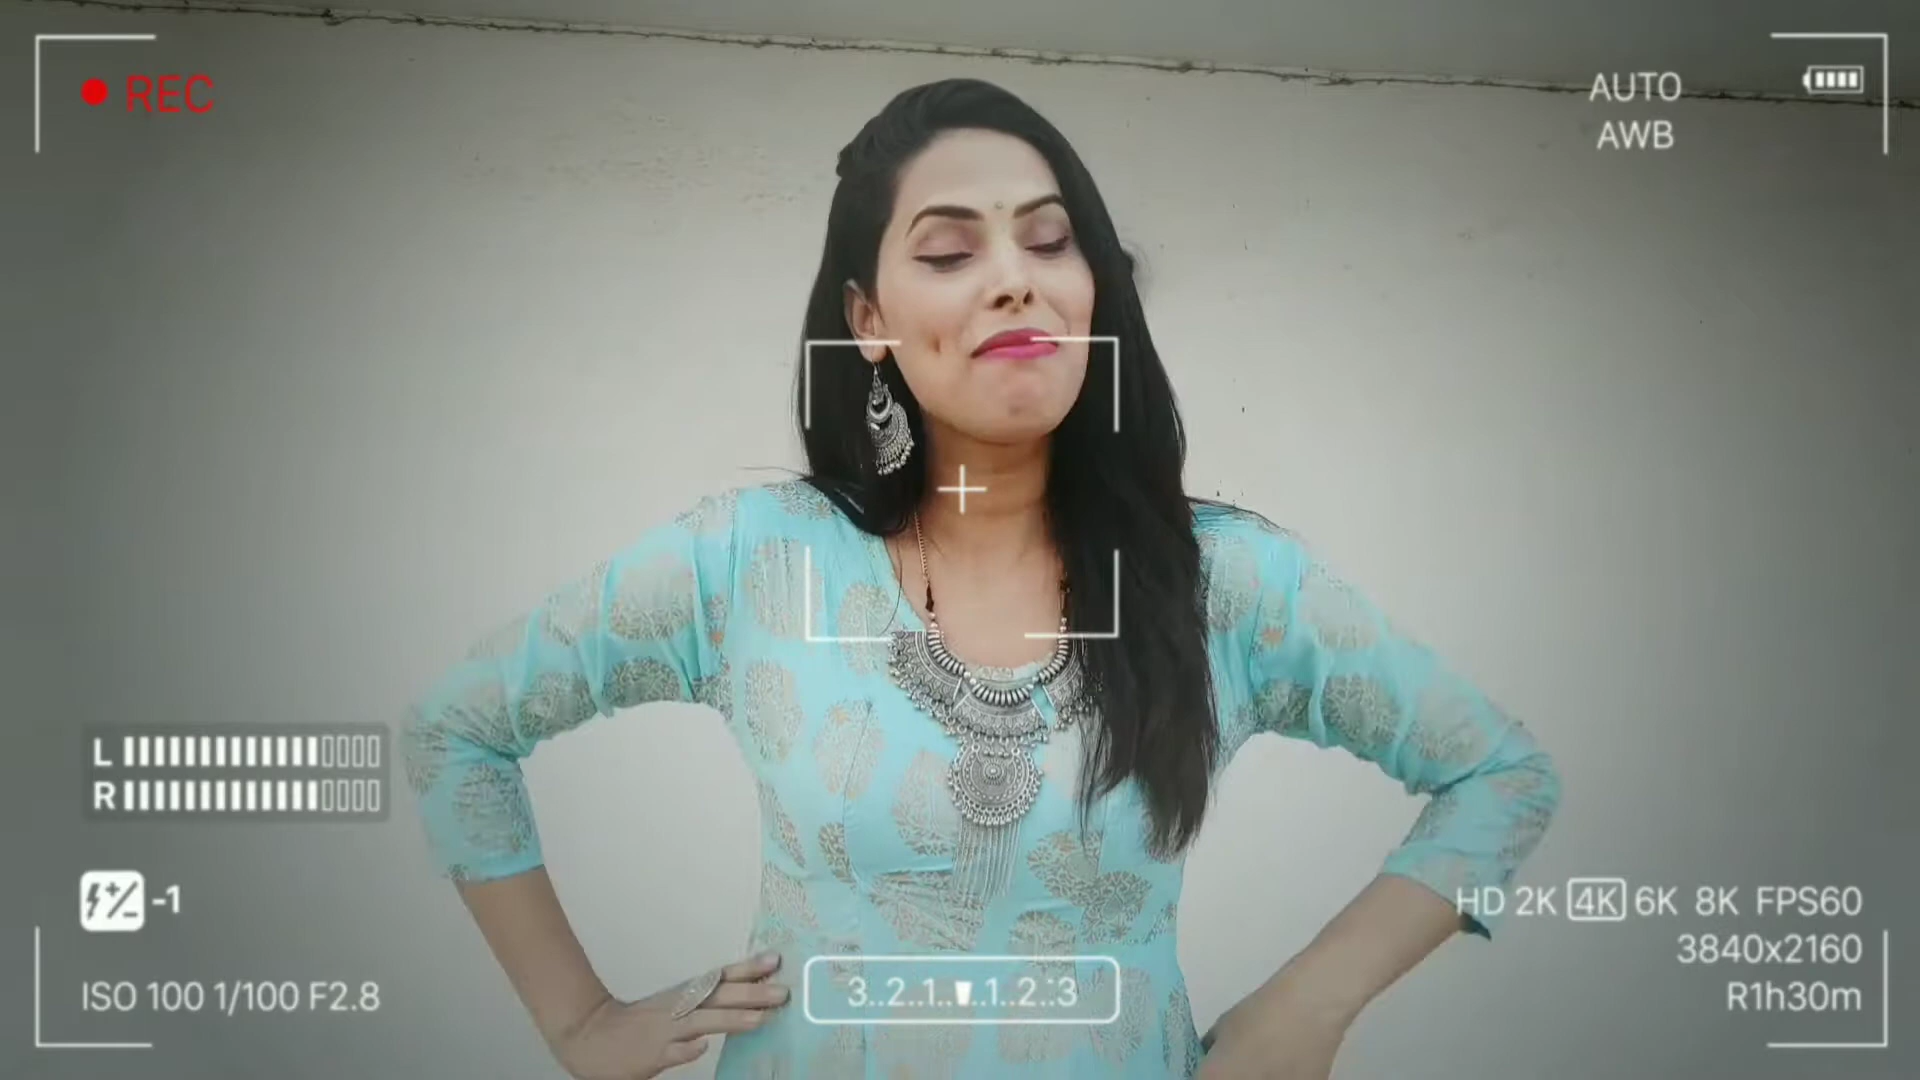 REC
AUTO
AWB
L
R
-1
HD 2K 4K 6K 8K FPS60
3840x2160
R1h30m
ISO 100 1/100 F2.8
3..2..1..1..2..3